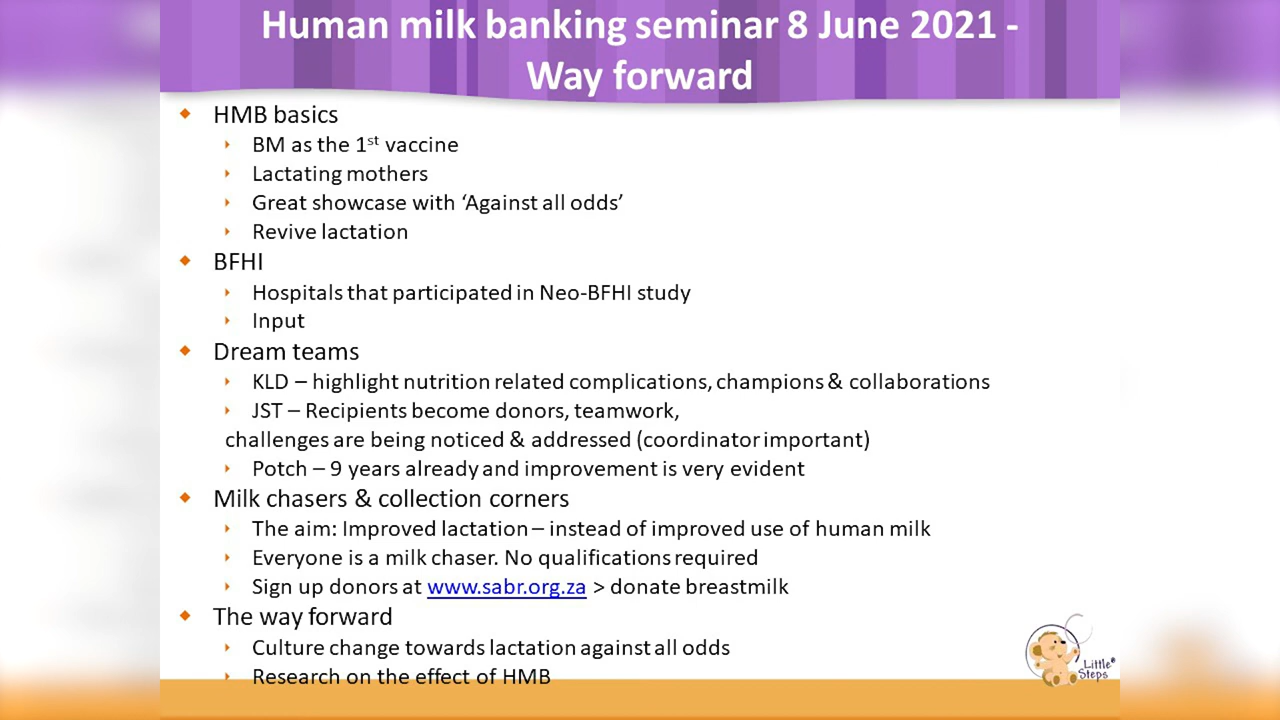 Human milk banking seminar 8 June 2021 -
Way forward
HMB basics
BM as the 1st vaccine
Lactating mothers
Great showcase with ‘Against all odds’
Revive lactation
BFHI
Hospitals that participated in Neo-BFHI study
Input
Dream teams
KLD – highlight nutrition related complications, champions & collaborations
JST – Recipients become donors, teamwork,
challenges are being noticed & addressed (coordinator important)
Potch – 9 years already and improvement is very evident
Milk chasers & collection corners
The aim: Improved lactation – instead of improved use of human milk
Everyone is a milk chaser. No qualifications required
Sign up donors at www.sabr.org.za > donate breastmilk
The way forward
Culture change towards lactation against all odds
Research on the effect of HMB
Little®
Steps